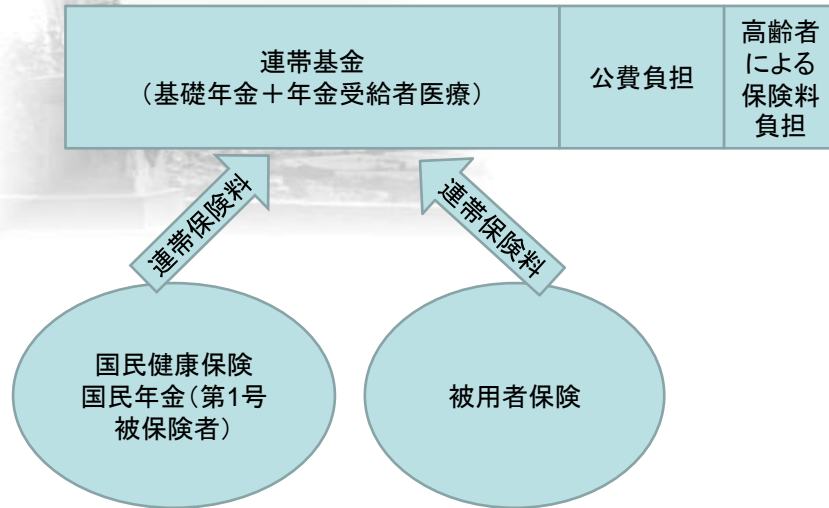 連帯基金
（基礎年金＋年金受給者医療）
公費負担
高齢者
による
保険料
負担
連帯保険料
連帯保険料
国民健康保険
国民年金（第1号
被保険者）
被用者保険